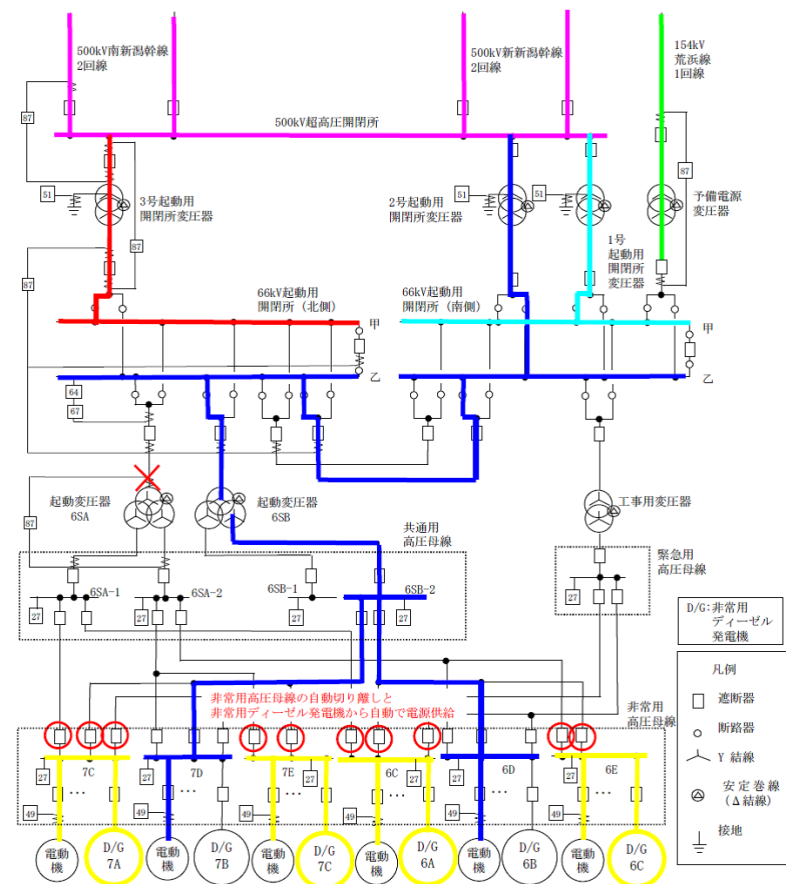 500kV南新潟幹線
2回線
500kV新新潟幹線
2回線
154kV
荒浜線
1回線
87
500kV超高圧開閉所
87
51
3号起動用
開閉所変圧器
51
2号起動用
開閉所変圧器
51
予備電源
変圧器
1号
起動用
開閉所
変圧器
87
87
66kV起動用
開閉所（北側）
66kV起動用
開閉所（南側）
甲
甲
乙
乙
64
67
起動変圧器
6SA
起動変圧器
6SB
工事用変圧器
87
共通用
高圧母線
緊急用
高圧母線
6SA-1
6SA-2
6SB-1
6SB-2
27
27
27
27
27
D/G:非常用
ディーゼル
発電機
凡例
遮断器
断路器
Y 結線
安定巻線
(Δ結線)
接地
非常用高圧母線の自動切り離しと
非常用ディーゼル発電機から自動で電源供給
非常用
高圧母線
7C
7D
7E
6C
6D
6E
27
27
27
27
27
27
…
…
…
…
…
…
49
49
49
49
49
49
電動
機
D/G
7A
電動
機
D/G
7B
電動
機
D/G
7C
電動
機
D/G
6A
電動
機
D/G
6B
電動
機
D/G
6C